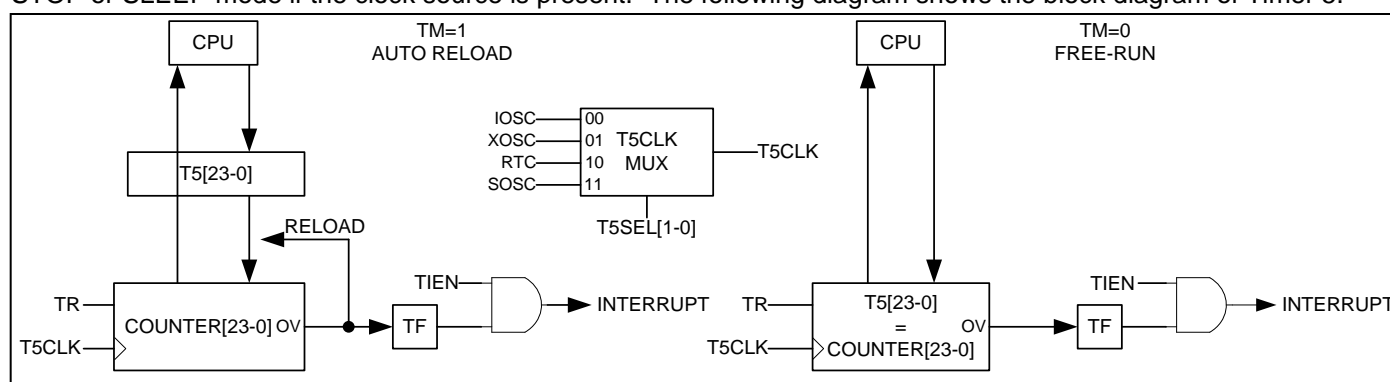 STOP or SLEEP mode if the clock source is present. The following diagram shows the block diagram of Timer 5.
CPU
TM=1
AUTO RELOAD
T5[23-0]
RELOAD
TR
T5CLK
COUNTER[23-0] OV
TF
TIEN
INTERRUPT
IOSC 00
XOSC 01
RTC 10
SOSC 11
T5CLK
MUX
T5CLK
T5SEL[1-0]
CPU
TM=0
FREE-RUN
TR
T5CLK
T5[23-0]
=
COUNTER[23-0]
OV
TF
TIEN
INTERRUPT